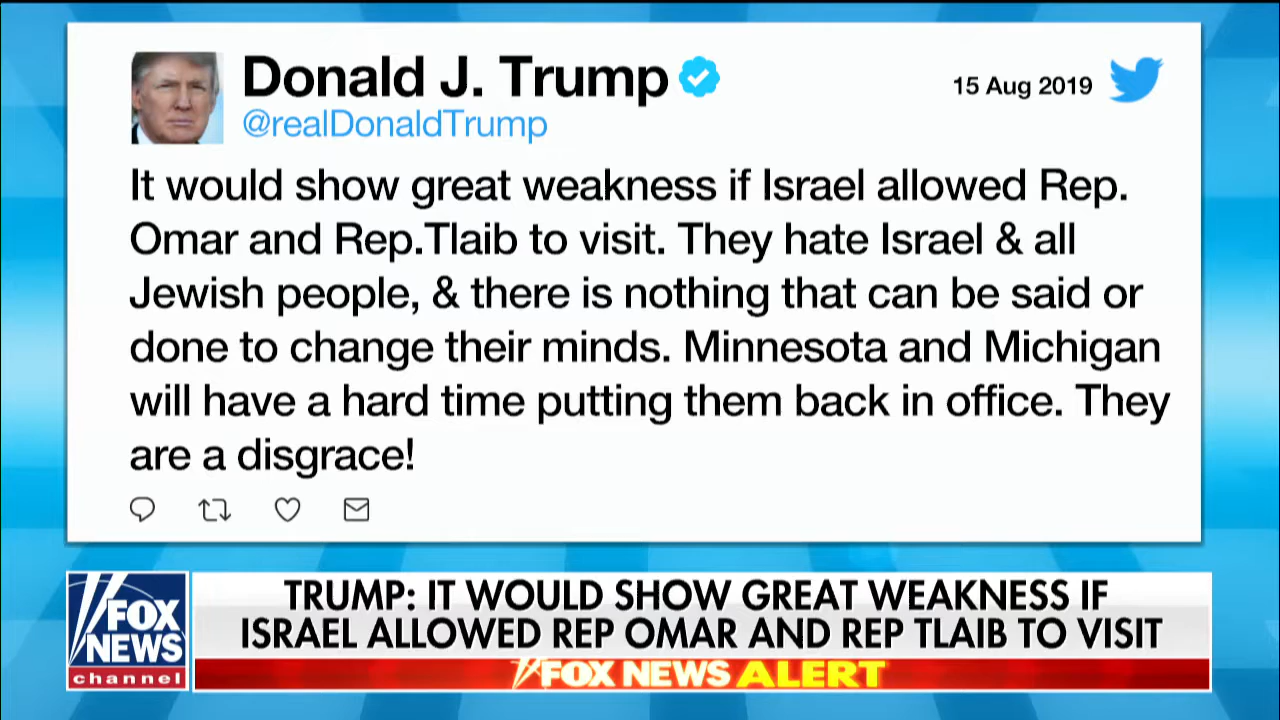 Donald J. Trump
@realDonaldTrump
15 Aug 2019
It would show great weakness if Israel allowed Rep.
Omar and Rep.Tlaib to visit. They hate Israel & all
Jewish people, & there is nothing that can be said or
done to change their minds. Minnesota and Michigan
will have a hard time putting them back in office. They
are a disgrace!
FOX
NEWS
channel
TRUMP: IT WOULD SHOW GREAT WEAKNESS IF
ISRAEL ALLOWED REP OMAR AND REP TLAIB TO VISIT
FOX NEWS ALERT